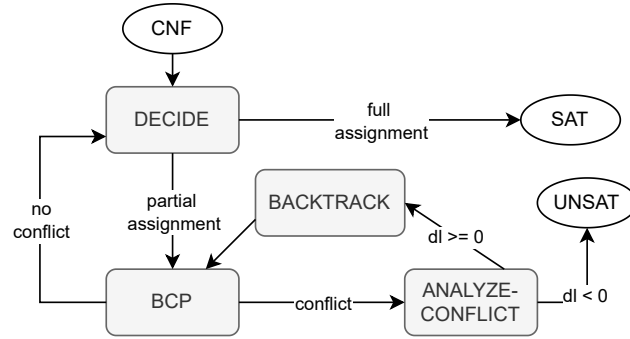 CNF
DECIDE
full
assignment
SAT
no
conflict
partial
assignment
BACKTRACK
UNSAT
dl >= 0
BCP
conflict
ANALYZE-
CONFLICT
dl < 0